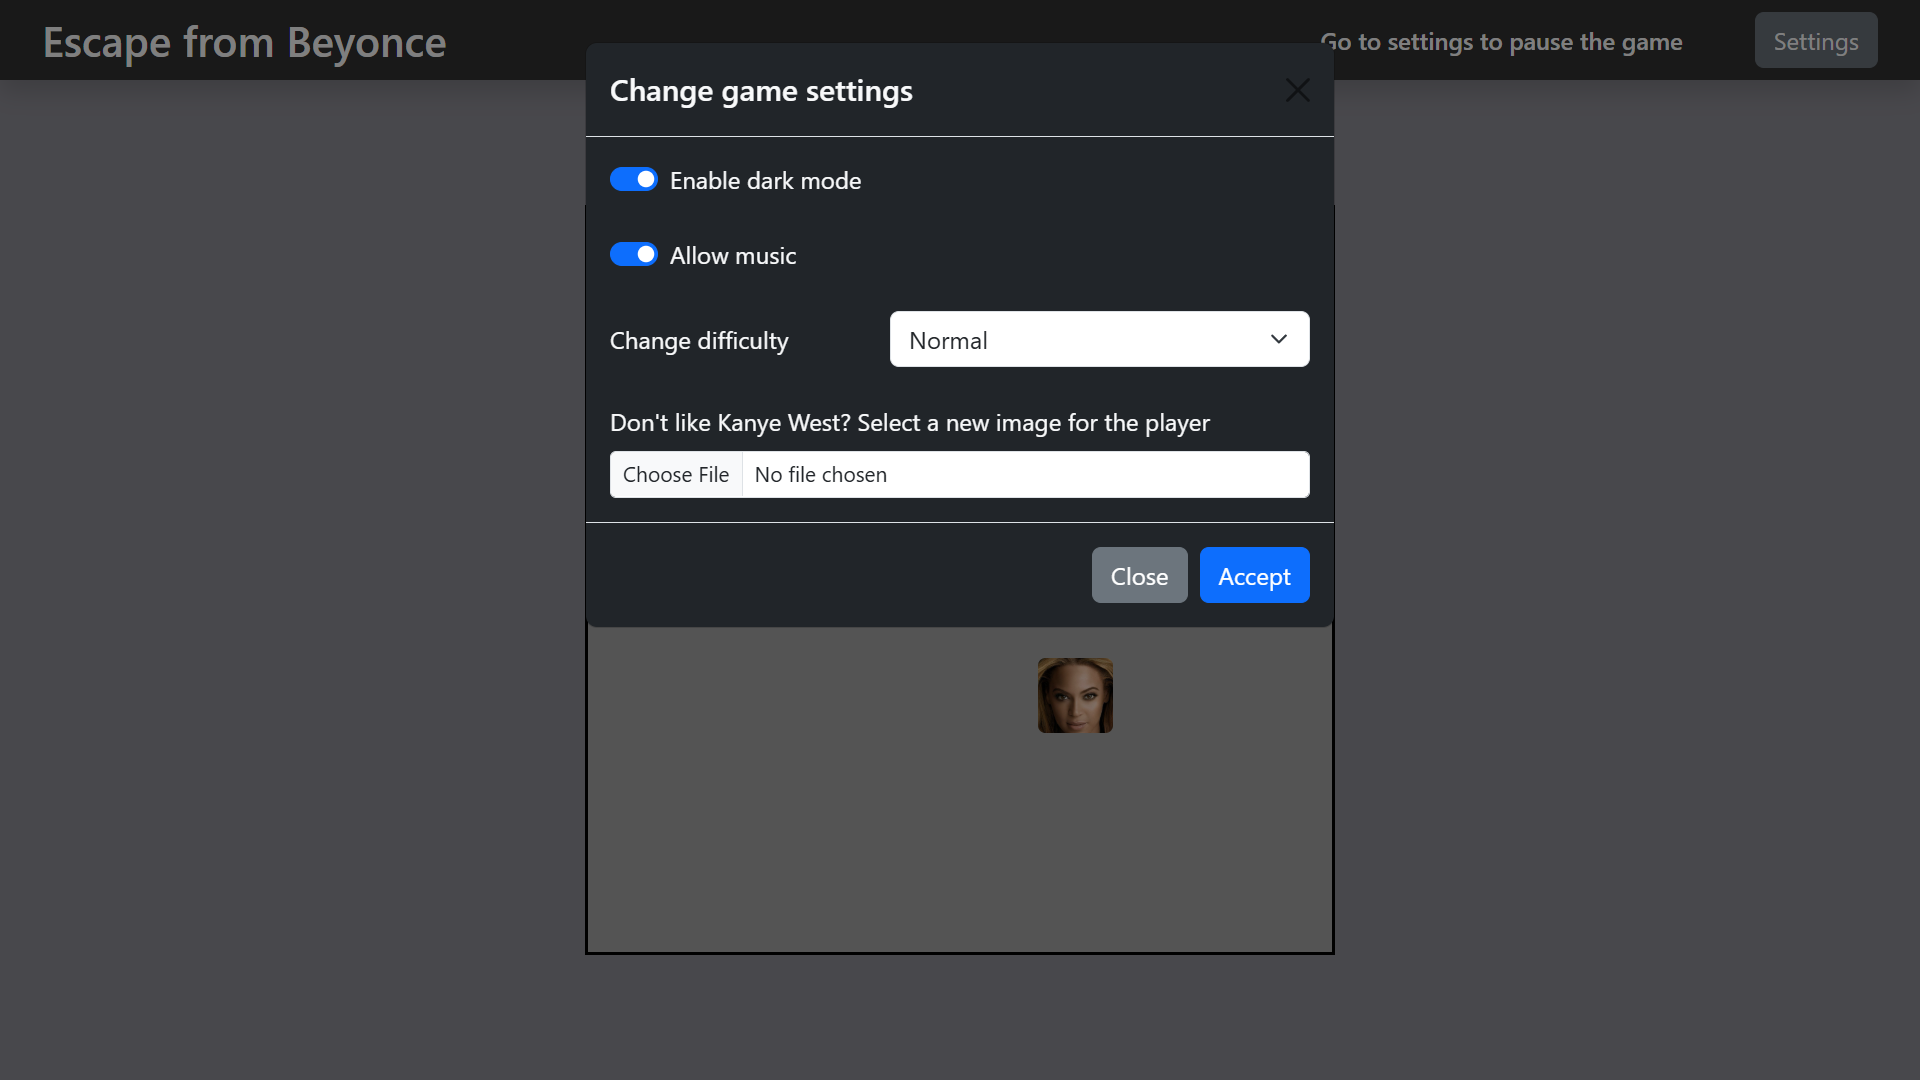 Escape from Beyonce
Go to settings to pause the game
Settings
Change game settings
Enable dark mode
Allow music
Change difficulty
Normal
Don't like Kanye West? Select a new image for the player
Choose File
No file chosen
Close
Accept